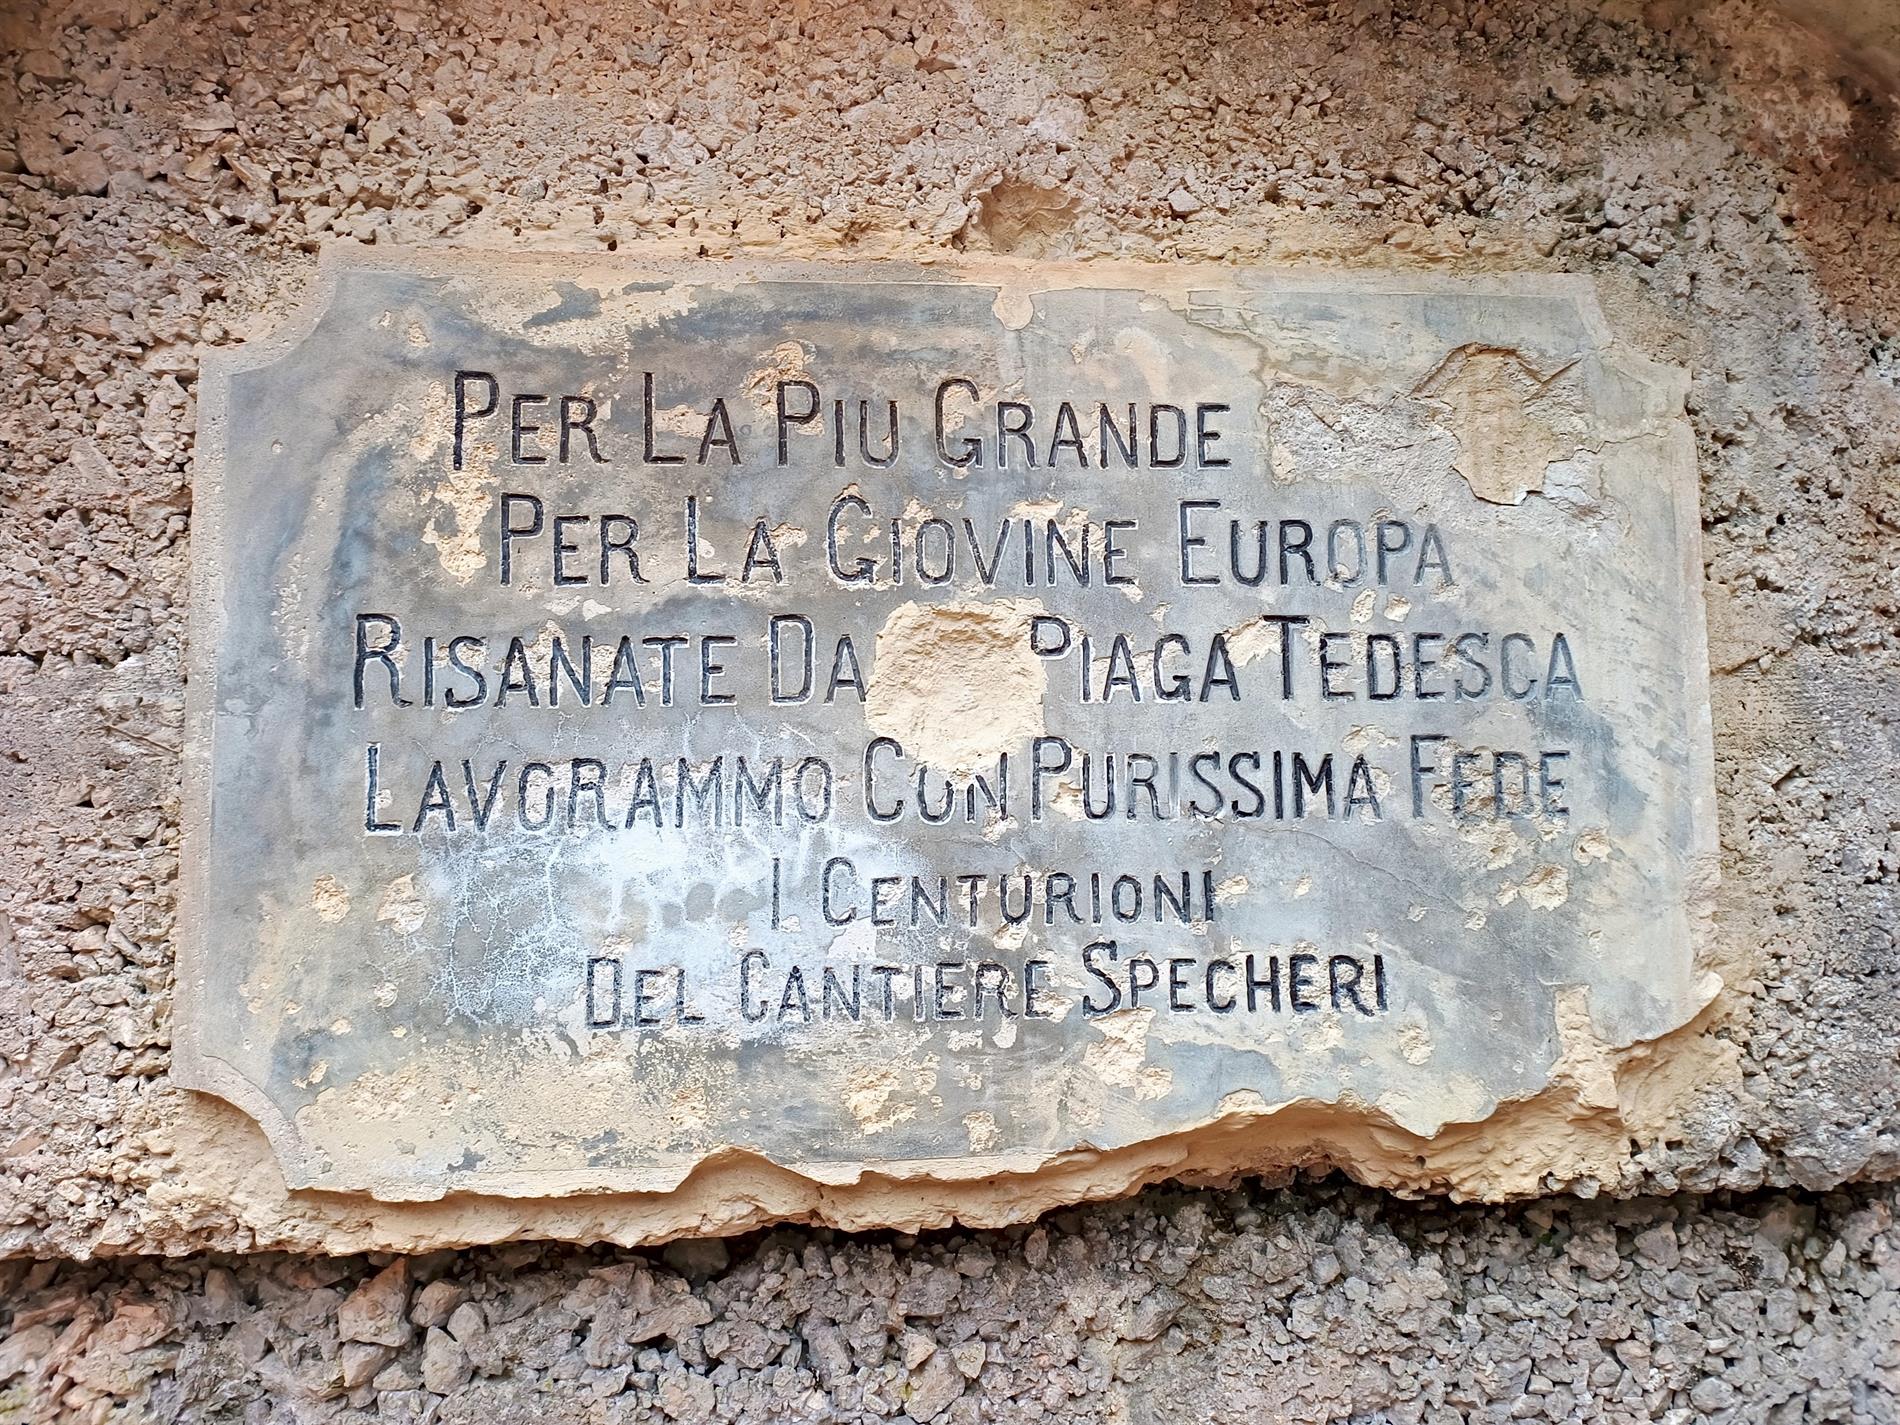 PER LA PIU GRANDE
PER LA GIOVINE EUROPA
RISANATE DA PIAGA TEDESCA
LAVORAMMO CON PURISSIMA FEDE
I CENTURIONI
DEL CANTIERE SPECHERI